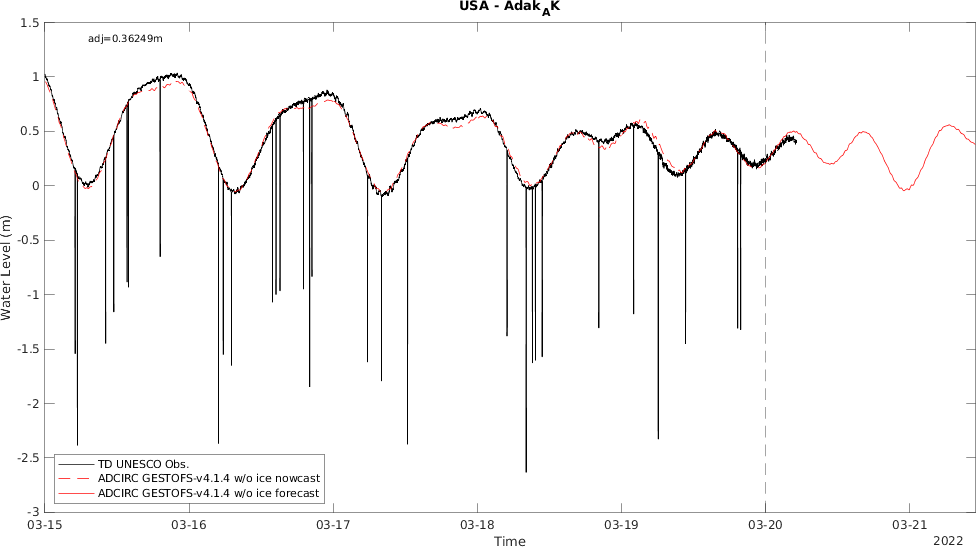 USA - Adak_AK
1.5
adj=0.36249m
1
0.5
0
-0.5
-1
-1.5
-2
-2.5
-3
Water Level (m)
TD UNESCO Obs.
ADCIRC GESTOFS-v4.1.4 w/o ice nowcast
ADCIRC GESTOFS-v4.1.4 w/o ice forecast
03-15 03-16 03-17 03-18 03-19 03-20 03-21
Time
2022